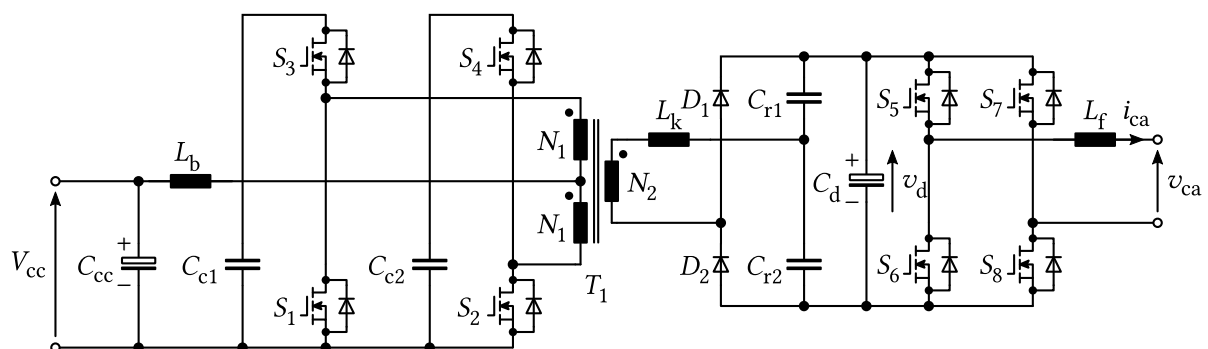 S3
S4
D1
Lk
Cr1
S5
S7
Lf
ica
N1
Lb
N2
+
Cd
−
vd
vca
N1
Vcc
+
Ccc
−
Cc1
Cc2
D2
Cr2
S6
S8
S1
S2
T1